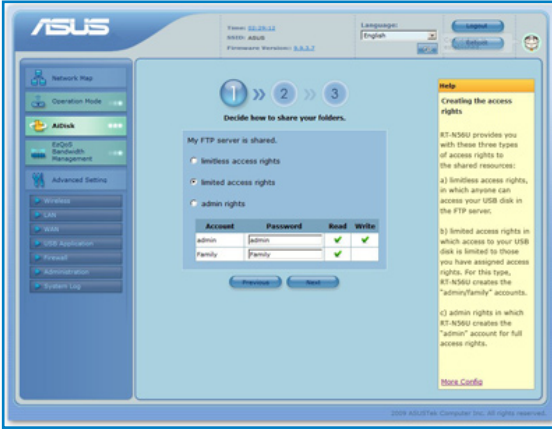 ASUS
Time:
SSID: ASUS
Firmware Version:
Language:
English
Logout
Reboot
Network Map
Operation Mode
AiDisk
EzQoS
Bandwidth
Management
Advanced Setting
Wireless
LAN
WAN
USB Application
Firewall
Administration
System Log
1 » 2 » 3
Decide how to share your folders.
My FTP server is shared.
limitless access rights
limited access rights
admin rights
Account Password Read Write
admin admin
Family Family
Previous Next
Help
Creating the access
rights
RT-N56U provides you
with these three types
of access rights to
the shared resources:
a) limitless access rights,
in which anyone can
access your USB disk in
the FTP server.
b) limited access rights in
which access to your USB
disk is limited to those
you have assigned access
rights. For this type,
RT-N56U creates the
"admin/family" accounts.
c) admin rights in which
RT-N56U creates the
"admin" account for full
access rights.
More Config
2009 ASUSTek Computer Inc. All rights reserved.